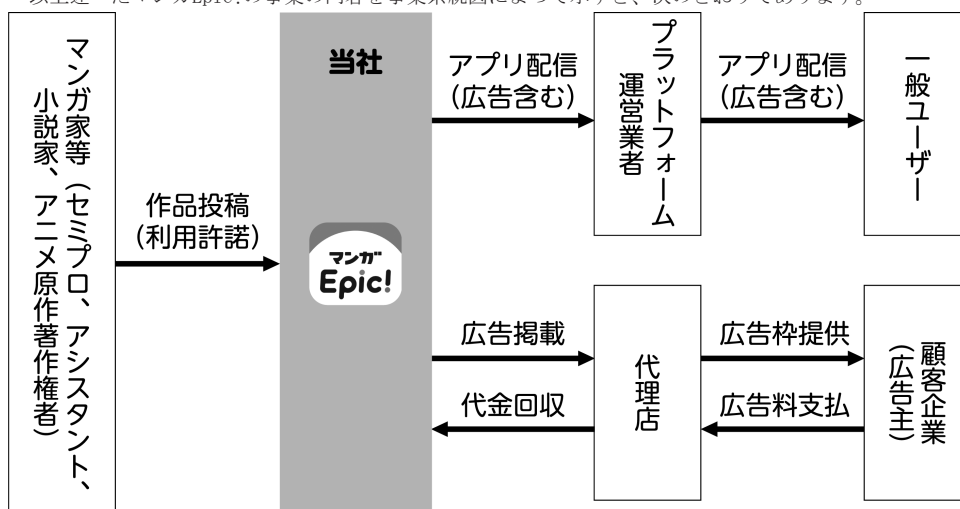 マンガ家等（セミプロ、アシスタント、
小説家、アニメ原作著作権者）
作品投稿
（利用許諾）
当社
マンガ
Epic!
アプリ配信
（広告含む）
プラットフォーム
運営業者
アプリ配信
（広告含む）
一般ユーザー
広告掲載
代金回収
代理店
広告枠提供
広告料支払
顧客企業
（広告主）